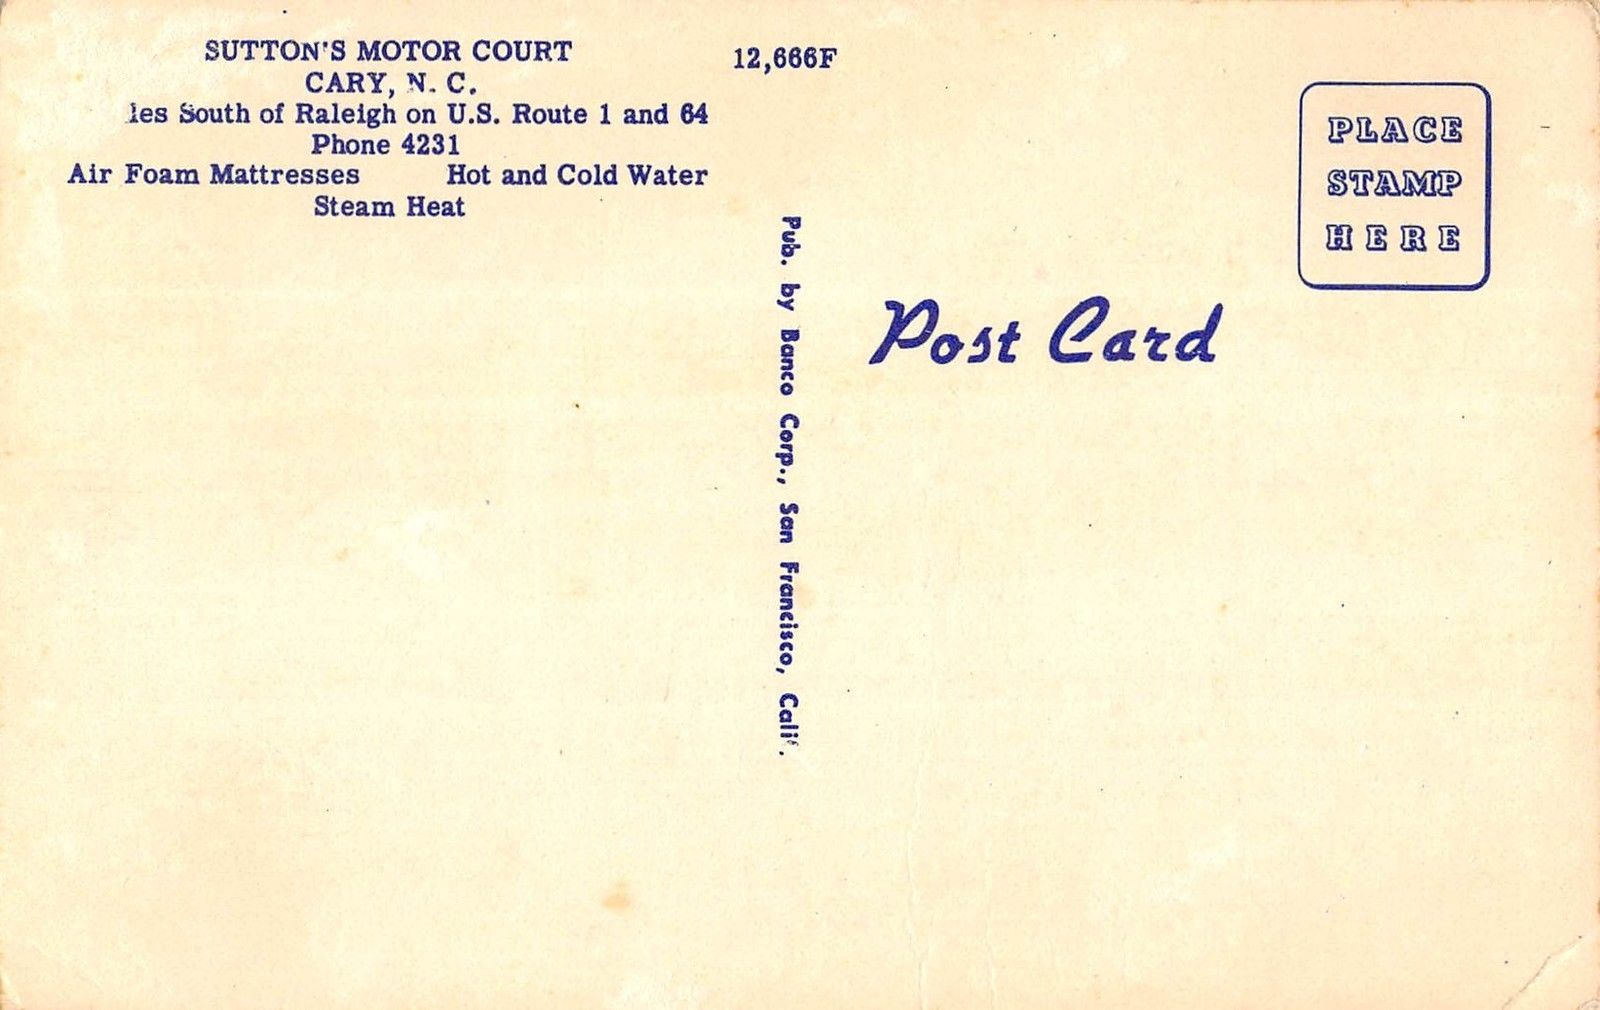 SUTTON'S MOTOR COURT
CARY, N. C.
les South of Raleigh on U.S. Route 1 and 64
Phone 4231
Air Foam Mattresses Hot and Cold Water
Steam Heat
12,666F
Pub. by Banco Corp., San Francisco, Calif.
Post Card
PLACE
STAMP
HERE